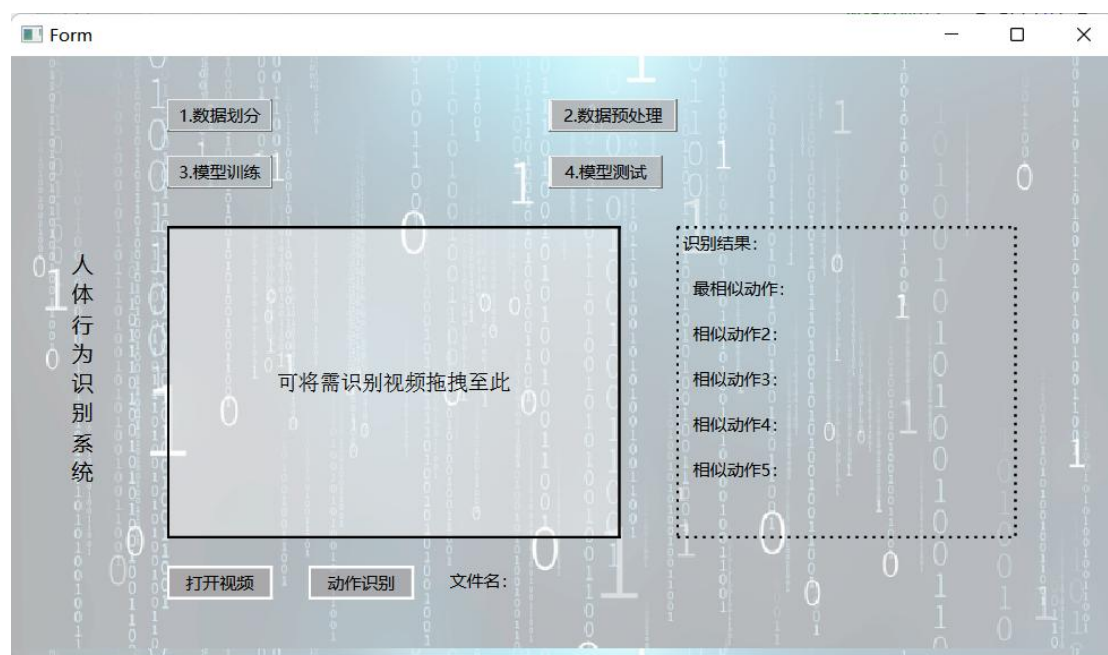 Form
1.数据划分
2.数据预处理
3.模型训练
4.模型测试
人体行为识别系统
可将需识别视频拖拽至此
识别结果：
最相似动作：
相似动作2：
相似动作3：
相似动作4：
相似动作5：
打开视频
动作识别
文件名：